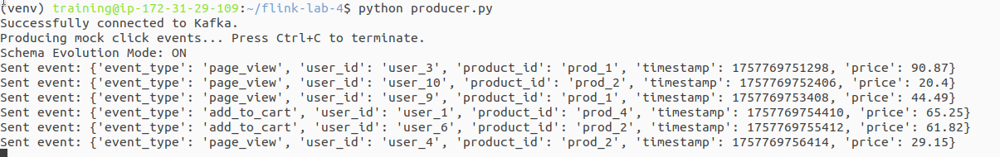 (venv) training@ip-172-31-29-109:~/flink-lab-4$ python producer.py
Successfully connected to Kafka.
Producing mock click events... Press Ctrl+C to terminate.
Schema Evolution Mode: ON
Sent event: {'event_type': 'page_view', 'user_id': 'user_3', 'product_id': 'prod_1', 'timestamp': 1757769751298, 'price': 90.87}
Sent event: {'event_type': 'page_view', 'user_id': 'user_10', 'product_id': 'prod_2', 'timestamp': 1757769752406, 'price': 20.4}
Sent event: {'event_type': 'page_view', 'user_id': 'user_9', 'product_id': 'prod_1', 'timestamp': 1757769753408, 'price': 44.49}
Sent event: {'event_type': 'add_to_cart', 'user_id': 'user_1', 'product_id': 'prod_4', 'timestamp': 1757769754410, 'price': 65.25}
Sent event: {'event_type': 'add_to_cart', 'user_id': 'user_6', 'product_id': 'prod_2', 'timestamp': 1757769755412, 'price': 61.82}
Sent event: {'event_type': 'page_view', 'user_id': 'user_4', 'product_id': 'prod_2', 'timestamp': 1757769756414, 'price': 29.15}